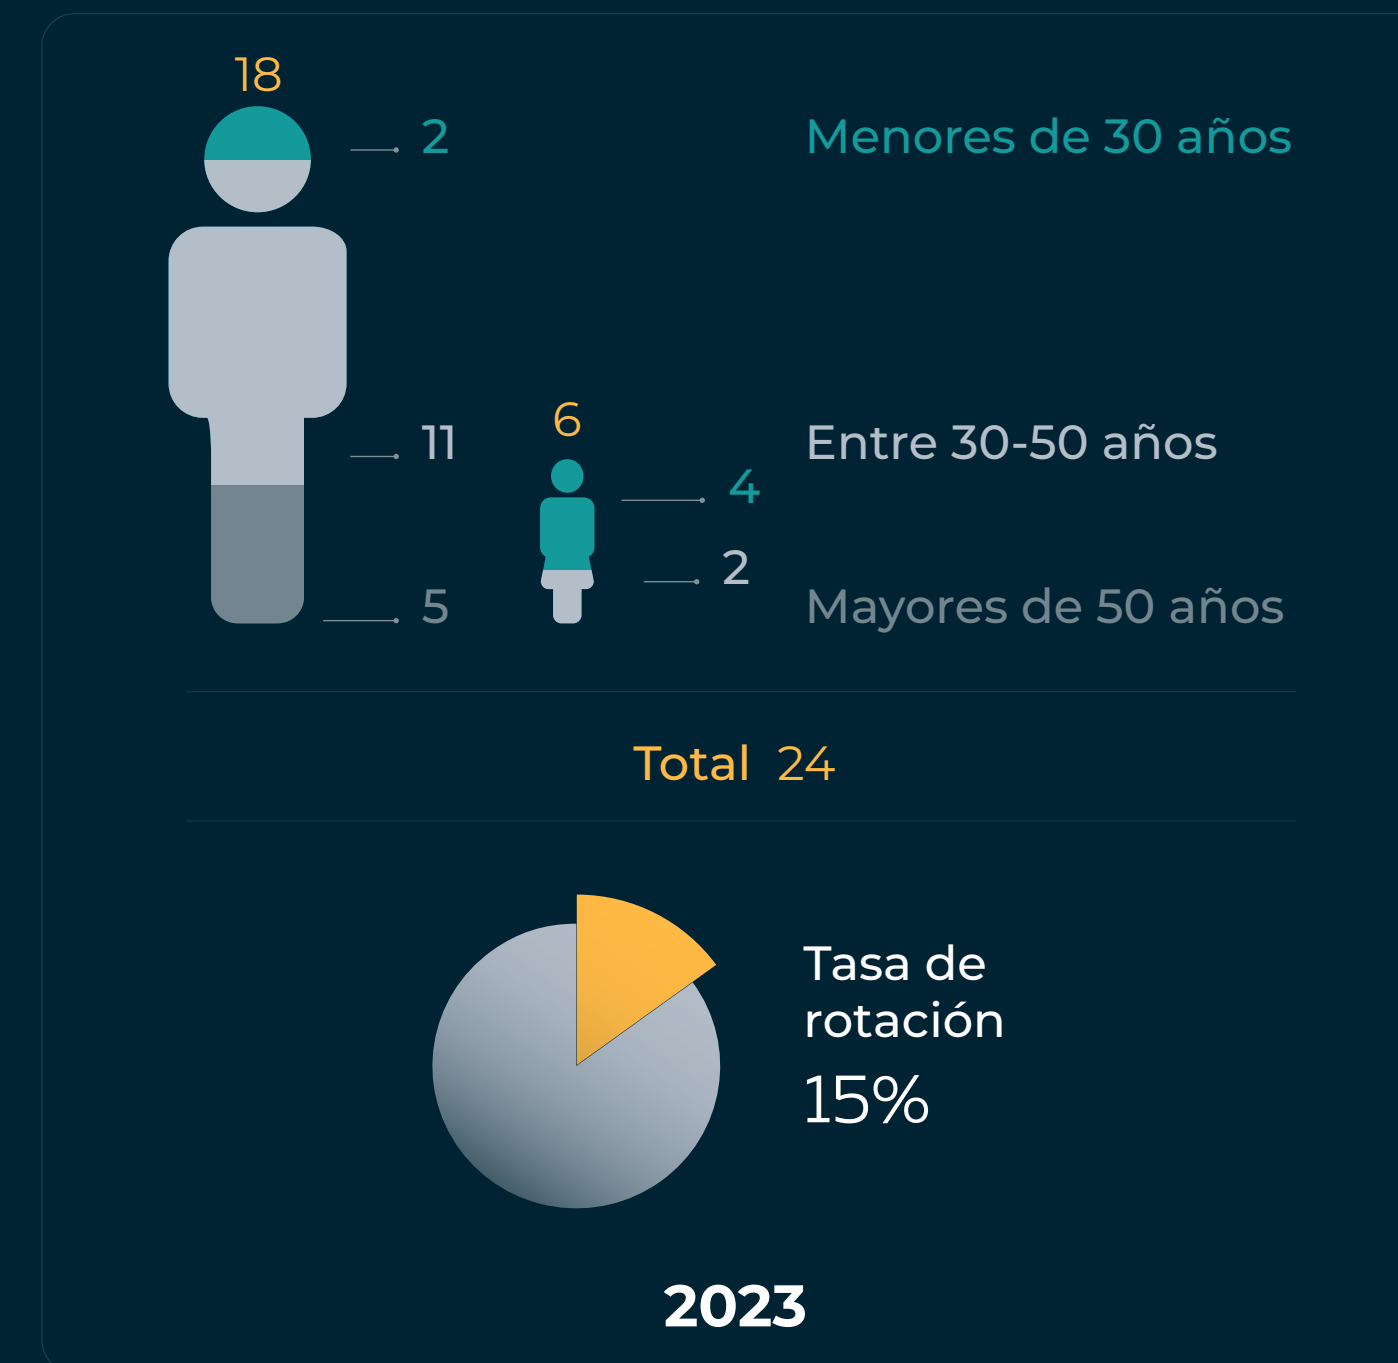 18
2
Menores de 30 años
11
6
Entre 30-50 años
4
2
5
Mayores de 50 años
Total 24
Tasa de
rotación
15%
2023